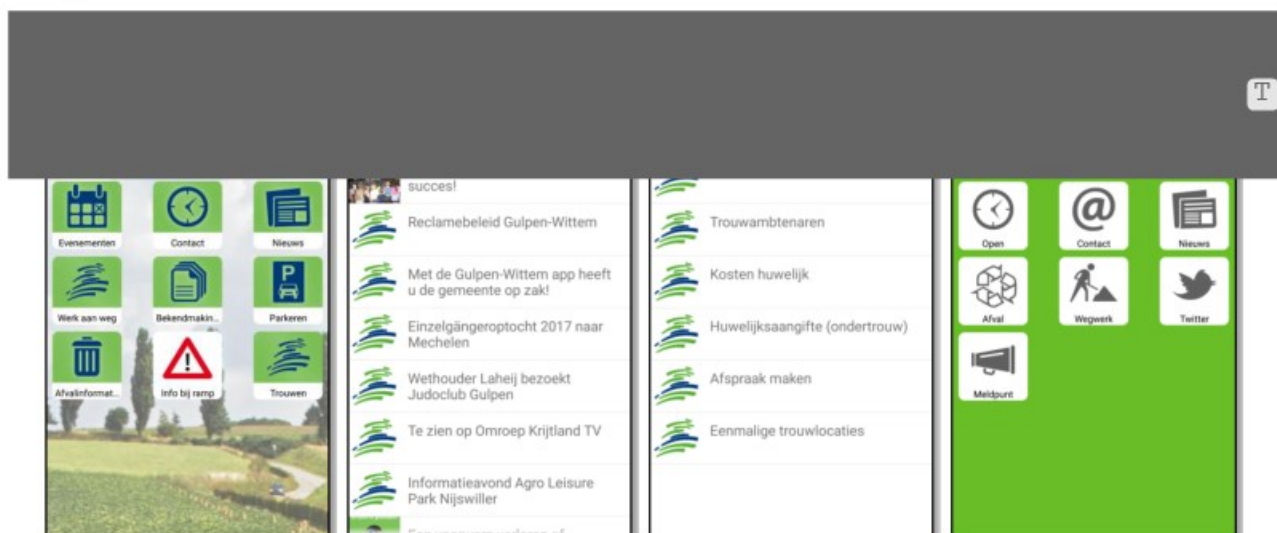 T
Evenementen
Contact
Nieuws
Werk aan weg
Bekendmakin...
Parkeren
P
Afvalinformat...
Info bij ramp
Trouwen
succes!
Reclamebeleid Gulpen-Wittem
Met de Gulpen-Wittem app heeft
u de gemeente op zak!
Einzelgängeroptocht 2017 naar
Mechelen
Wethouder Laheij bezoekt
Judoclub Gulpen
Te zien op Omroep Krijtland TV
Informatieavond Agro Leisure
Park Nijswiller
Trouwambtenaren
Kosten huwelijk
Huwelijksaangifte (ondertrouw)
Afspraak maken
Eenmalige trouwlocaties
@
Open
Contact
Nieuws
Afval
Wegwerk
Twitter
Meldpunt